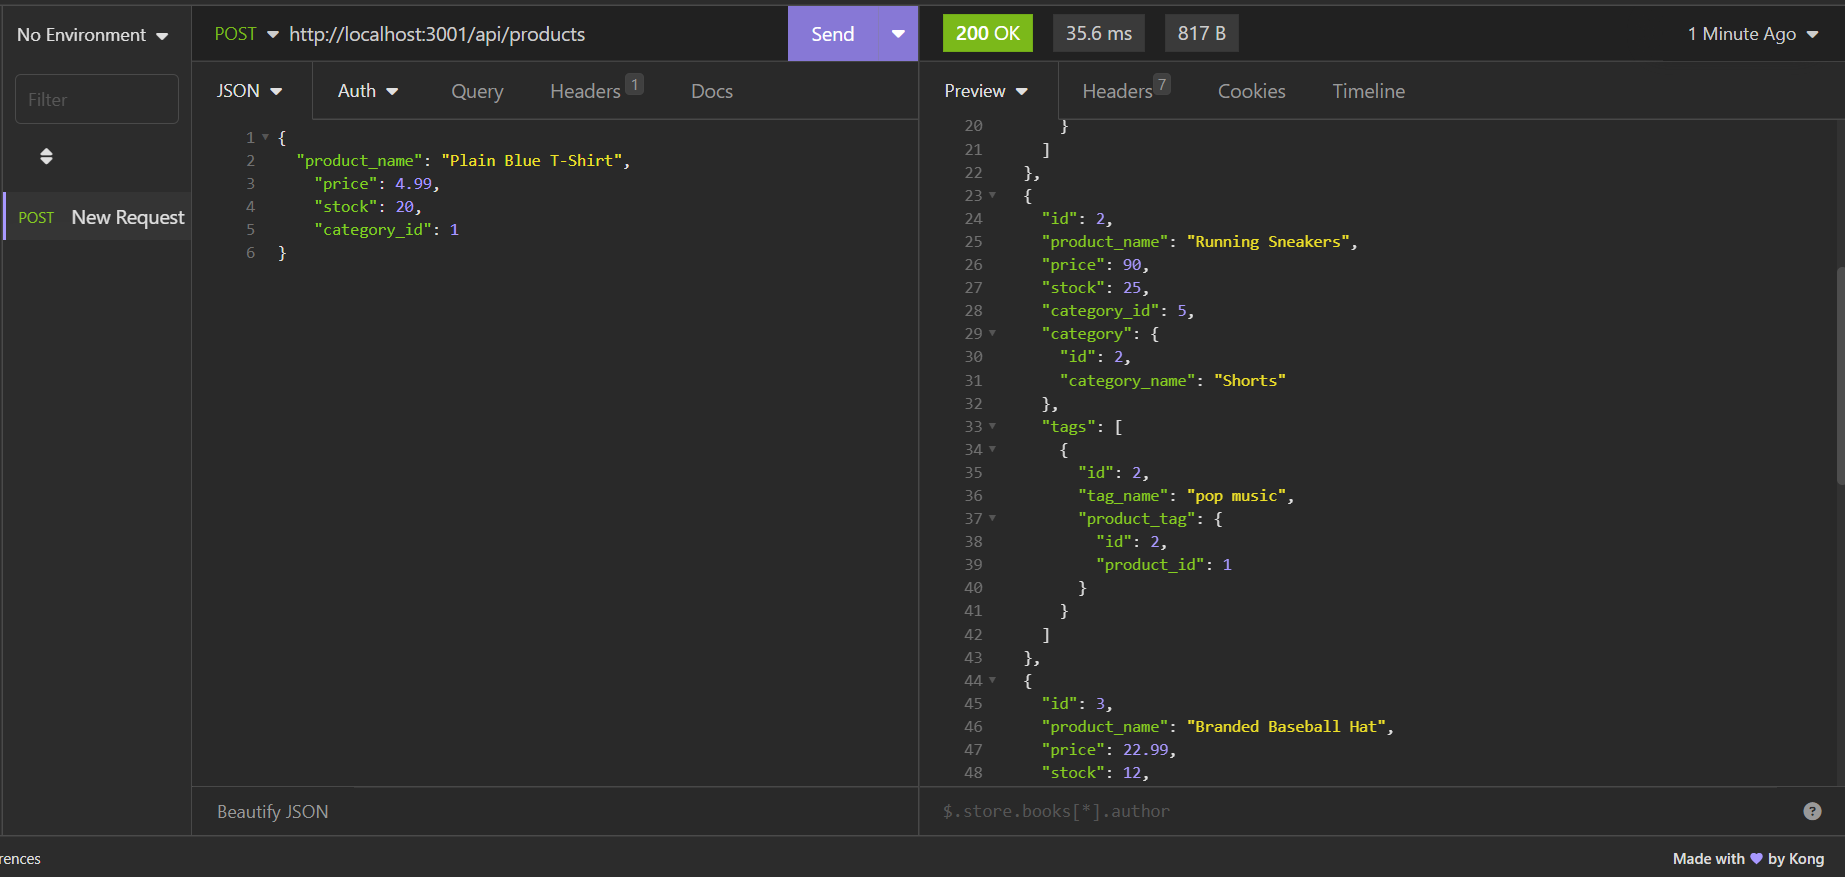 No Environment
POST http://localhost:3001/api/products
Send
200 OK 35.6 ms 817 B
1 Minute Ago
Filter
POST New Request
JSON Auth Query Headers 1 Docs
1 {
2 "product_name": "Plain Blue T-Shirt",
3 "price": 4.99,
4 "stock": 20,
5 "category_id": 1
6 }
Beautify JSON
Preview Headers 7 Cookies Timeline
20 }
21 ]
22 },
23 {
24 "id": 2,
25 "product_name": "Running Sneakers",
26 "price": 90,
27 "stock": 25,
28 "category_id": 5,
29 "category": {
30 "id": 2,
31 "category_name": "Shorts"
32 },
33 "tags": [
34 {
35 "id": 2,
36 "tag_name": "pop music",
37 "product_tag": {
38 "id": 2,
39 "product_id": 1
40 }
41 }
42 ]
43 },
44 {
45 "id": 3,
46 "product_name": "Branded Baseball Hat",
47 "price": 22.99,
48 "stock": 12,
$.store.books[*].author
?
rences
Made with 💜 by Kong